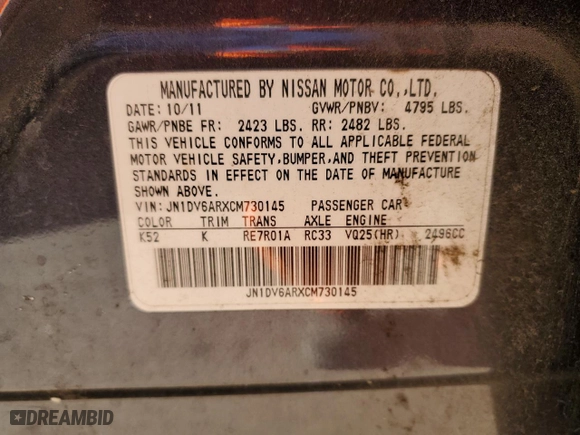 MANUFACTURED BY NISSAN MOTOR CO.,LTD.
DATE: 10/11 GVWR/PNBV: 4795 LBS.
GAWR/PNBE FR: 2423 LBS. RR: 2482 LBS.
THIS VEHICLE CONFORMS TO ALL APPLICABLE FEDERAL
MOTOR VEHICLE SAFETY,BUMPER,AND THEFT PREVENTION
STANDARDS IN EFFECT ON THE DATE OF MANUFACTURE
SHOWN ABOVE.
VIN: JN1DV6ARXCM730145 PASSENGER CAR
COLOR TRIM TRANS AXLE ENGINE
K52 K RE7R01A RC33 VQ25(HR) 2496CC
JN1DV6ARXCM730145
DREAMBID